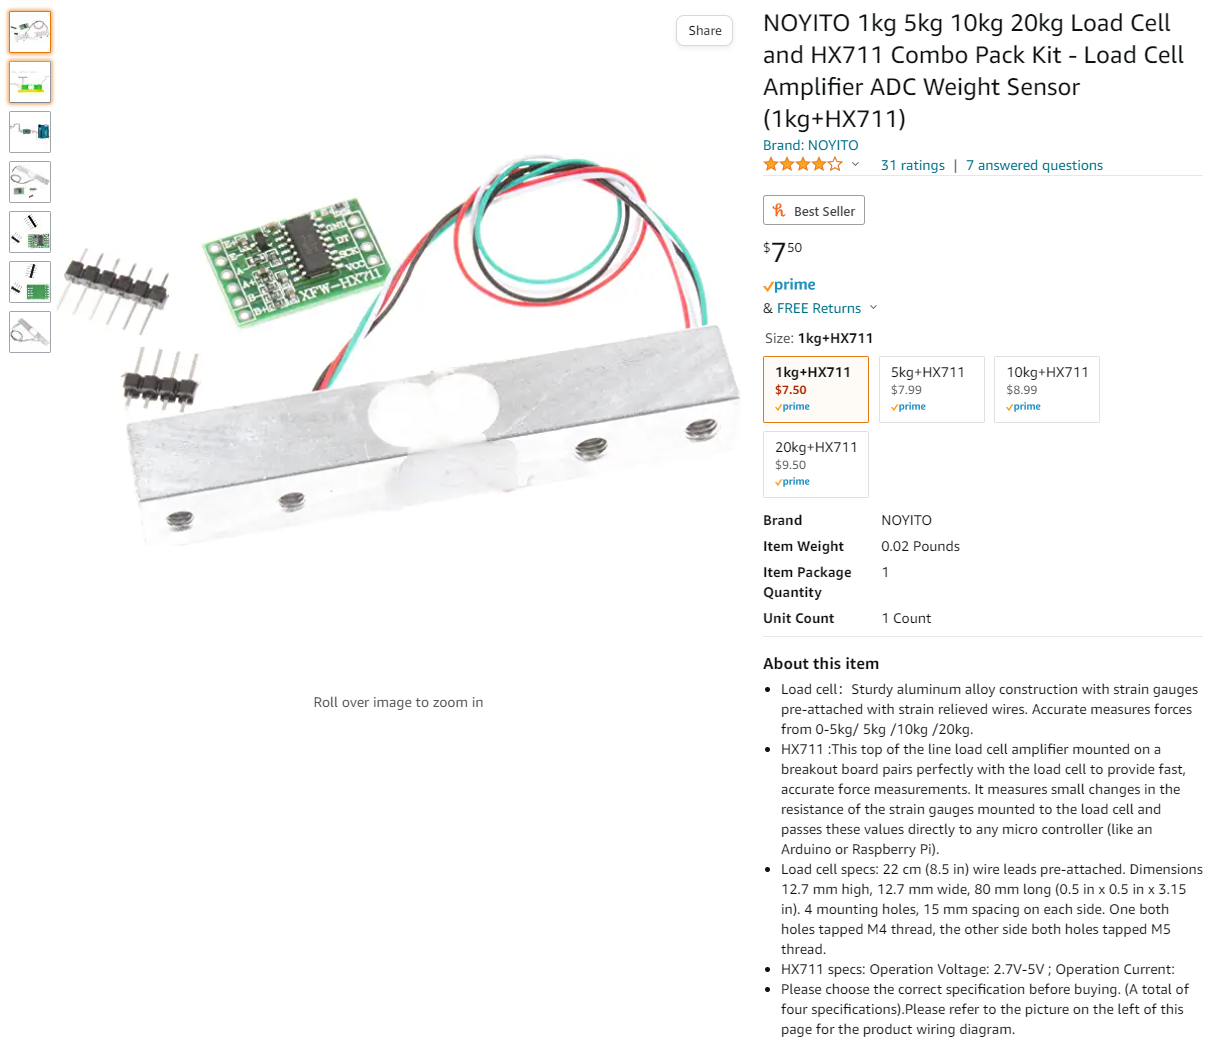 Share
NOYITO 1kg 5kg 10kg 20kg Load Cell
and HX711 Combo Pack Kit - Load Cell
Amplifier ADC Weight Sensor
(1kg+HX711)
Brand: NOYITO
31 ratings | 7 answered questions
Best Seller
$7 50
prime
& FREE Returns
Size: 1kg+HX711
1kg+HX711
$7.50
prime
5kg+HX711
$7.99
prime
10kg+HX711
$8.99
prime
20kg+HX711
$9.50
prime
Brand NOYITO
Item Weight 0.02 Pounds
Item Package
Quantity 1
Unit Count 1 Count
About this item
Load cell：Sturdy aluminum alloy construction with strain gauges
pre-attached with strain relieved wires. Accurate measures forces
from 0-5kg/ 5kg /10kg /20kg.
HX711 :This top of the line load cell amplifier mounted on a
breakout board pairs perfectly with the load cell to provide fast,
accurate force measurements. It measures small changes in the
resistance of the strain gauges mounted to the load cell and
passes these values directly to any micro controller (like an
Arduino or Raspberry Pi).
Load cell specs: 22 cm (8.5 in) wire leads pre-attached. Dimensions
12.7 mm high, 12.7 mm wide, 80 mm long (0.5 in x 0.5 in x 3.15
in). 4 mounting holes, 15 mm spacing on each side. One both
holes tapped M4 thread, the other side both holes tapped M5
thread.
HX711 specs: Operation Voltage: 2.7V-5V ; Operation Current:
Please choose the correct specification before buying. (A total of
four specifications).Please refer to the picture on the left of this
page for the product wiring diagram.
E+
E-
A-
A+
B-
B+
GND
DT
SCK
VCC
XFW-HX711
Roll over image to zoom in